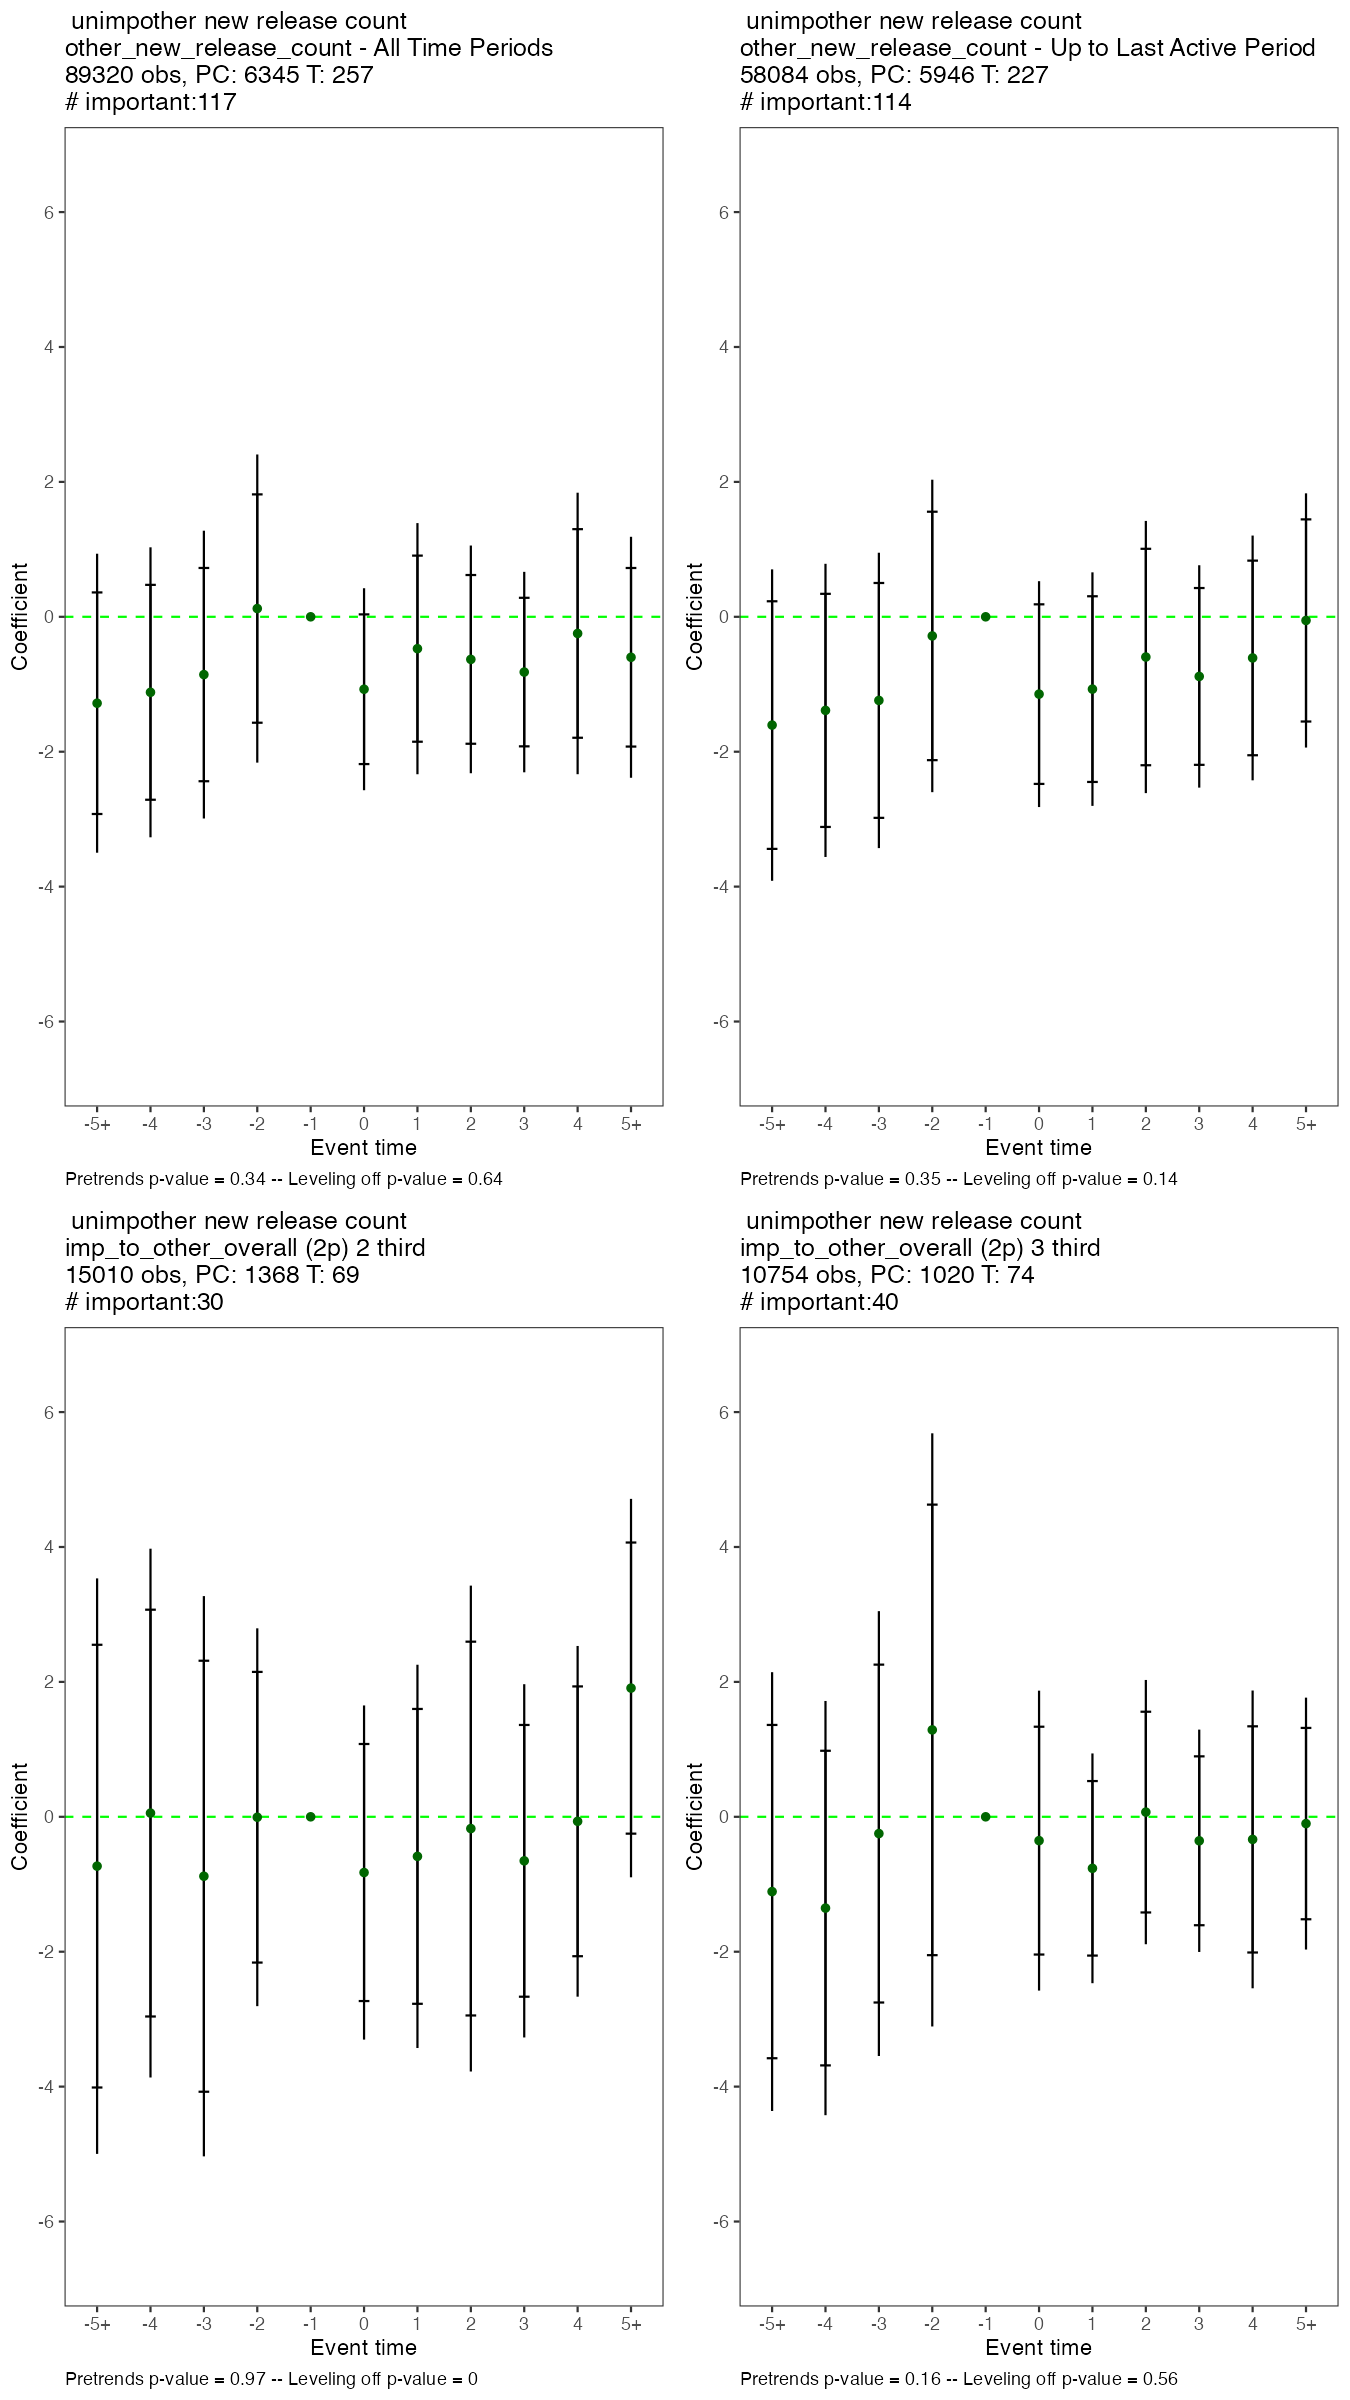 unimpother new release count
other_new_release_count - All Time Periods
89320 obs, PC: 6345 T: 257
# important:117
6
4
2
0
-2
-4
-6
Coefficient
-5+ -4 -3 -2 -1 0 1 2 3 4 5+
Event time
Pretrends p-value = 0.34 -- Leveling off p-value = 0.64
unimpother new release count
other_new_release_count - Up to Last Active Period
58084 obs, PC: 5946 T: 227
# important:114
6
4
2
0
-2
-4
-6
Coefficient
-5+ -4 -3 -2 -1 0 1 2 3 4 5+
Event time
Pretrends p-value = 0.35 -- Leveling off p-value = 0.14
unimpother new release count
imp_to_other_overall (2p) 2 third
15010 obs, PC: 1368 T: 69
# important:30
6
4
2
0
-2
-4
-6
Coefficient
-5+ -4 -3 -2 -1 0 1 2 3 4 5+
Event time
Pretrends p-value = 0.97 -- Leveling off p-value = 0
unimpother new release count
imp_to_other_overall (2p) 3 third
10754 obs, PC: 1020 T: 74
# important:40
6
4
2
0
-2
-4
-6
Coefficient
-5+ -4 -3 -2 -1 0 1 2 3 4 5+
Event time
Pretrends p-value = 0.16 -- Leveling off p-value = 0.56